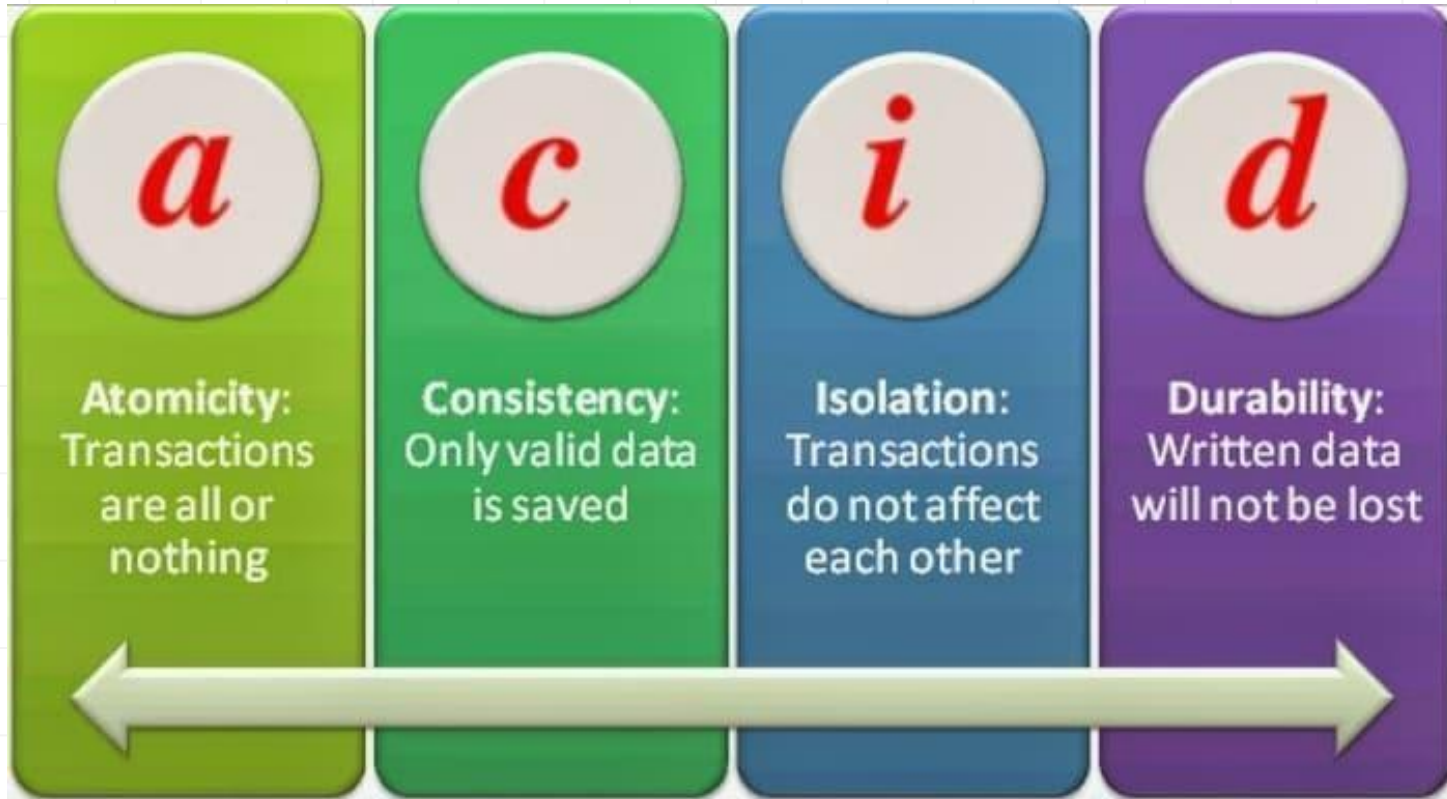 a
Atomicity:
Transactions
are all or
nothing
c
Consistency:
Only valid data
is saved
i
Isolation:
Transactions
do not affect
each other
d
Durability:
Written data
will not be lost